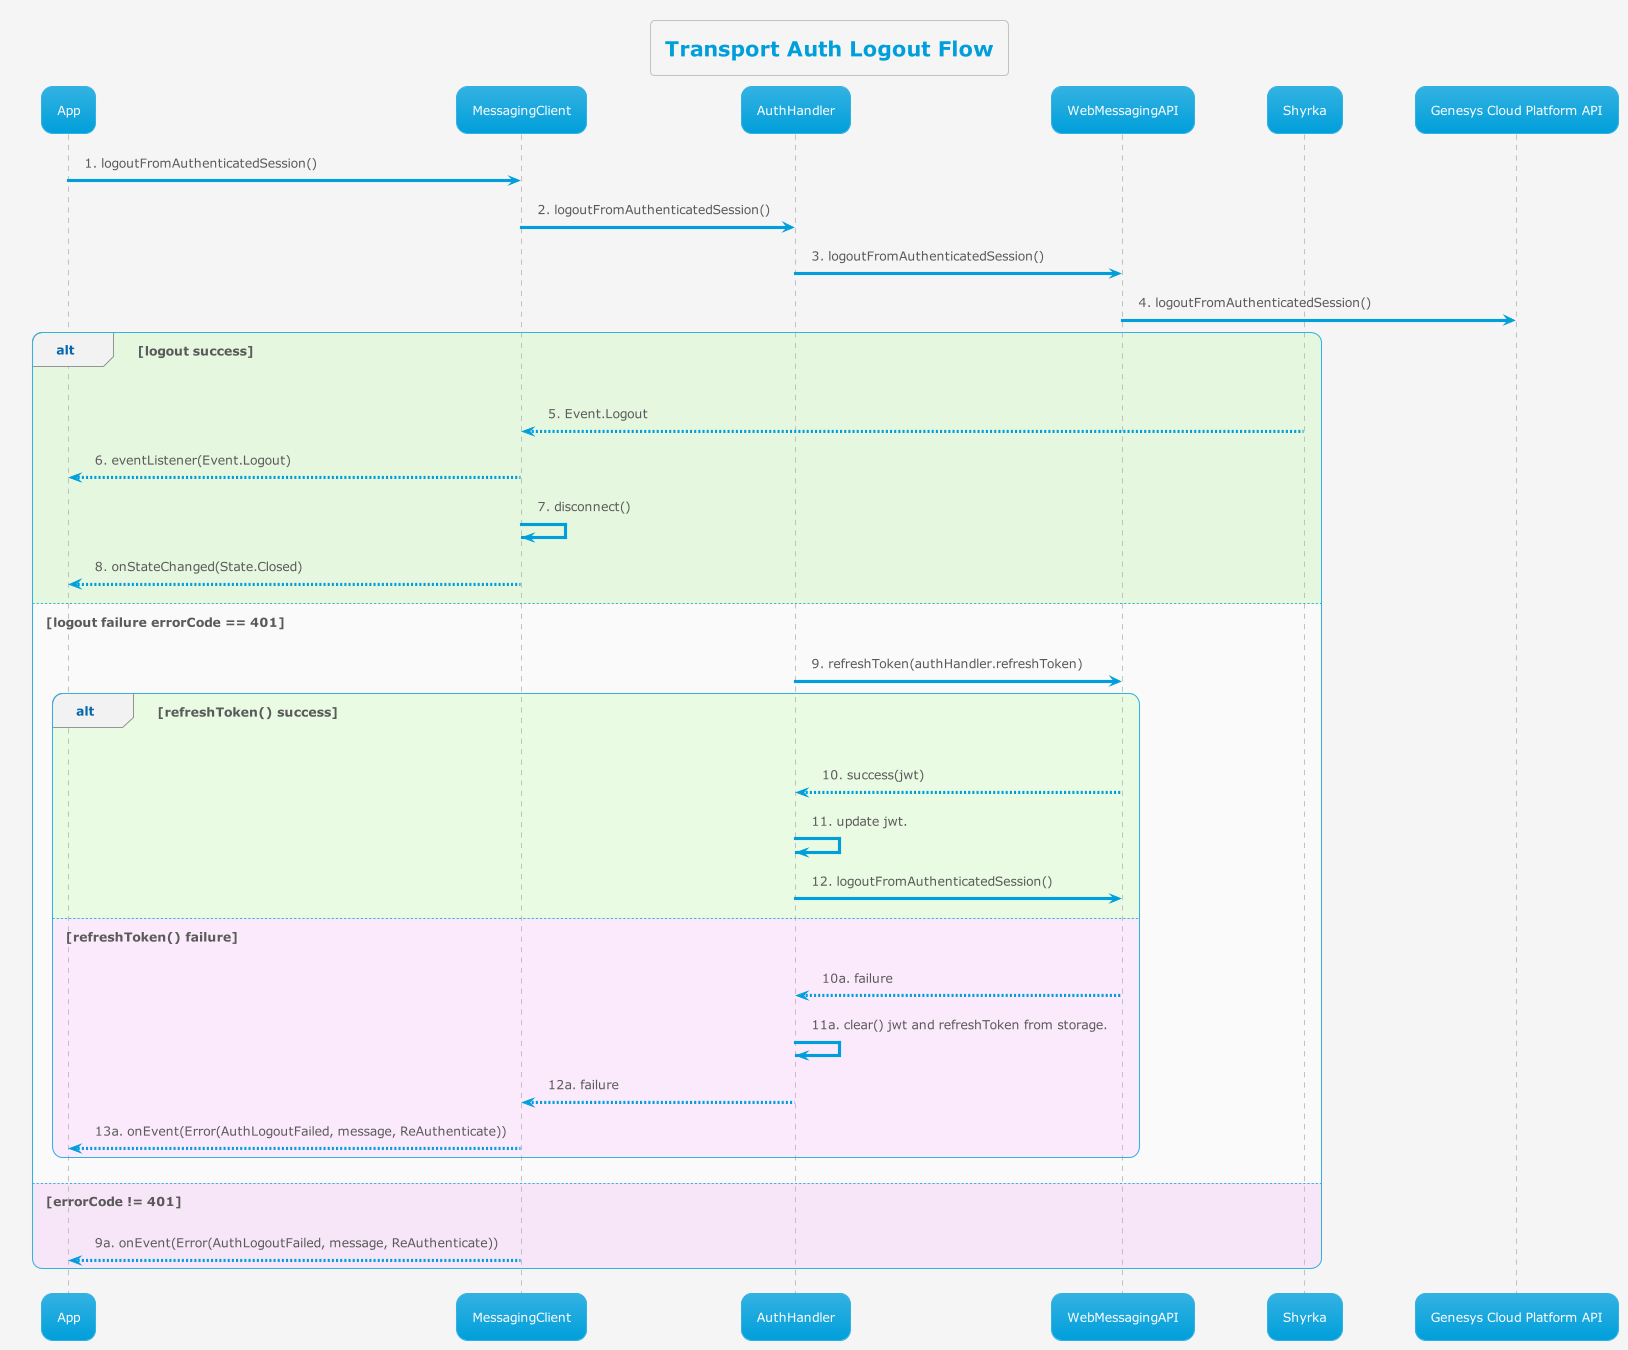 Transport Auth Logout Flow
App
MessagingClient
AuthHandler
WebMessagingAPI
Shyrka
Genesys Cloud Platform API
1. logoutFromAuthenticatedSession()
2. logoutFromAuthenticatedSession()
3. logoutFromAuthenticatedSession()
4. logoutFromAuthenticatedSession()
alt
[logout success]
5. Event.Logout
6. eventListener(Event.Logout)
7. disconnect()
8. onStateChanged(State.Closed)
[logout failure errorCode == 401]
9. refreshToken(authHandler.refreshToken)
alt
[refreshToken() success]
10. success(jwt)
11. update jwt.
12. logoutFromAuthenticatedSession()
[refreshToken() failure]
10a. failure
11a. clear() jwt and refreshToken from storage.
12a. failure
13a. onEvent(Error(AuthLogoutFailed, message, ReAuthenticate))
[errorCode != 401]
9a. onEvent(Error(AuthLogoutFailed, message, ReAuthenticate))
App
MessagingClient
AuthHandler
WebMessagingAPI
Shyrka
Genesys Cloud Platform API